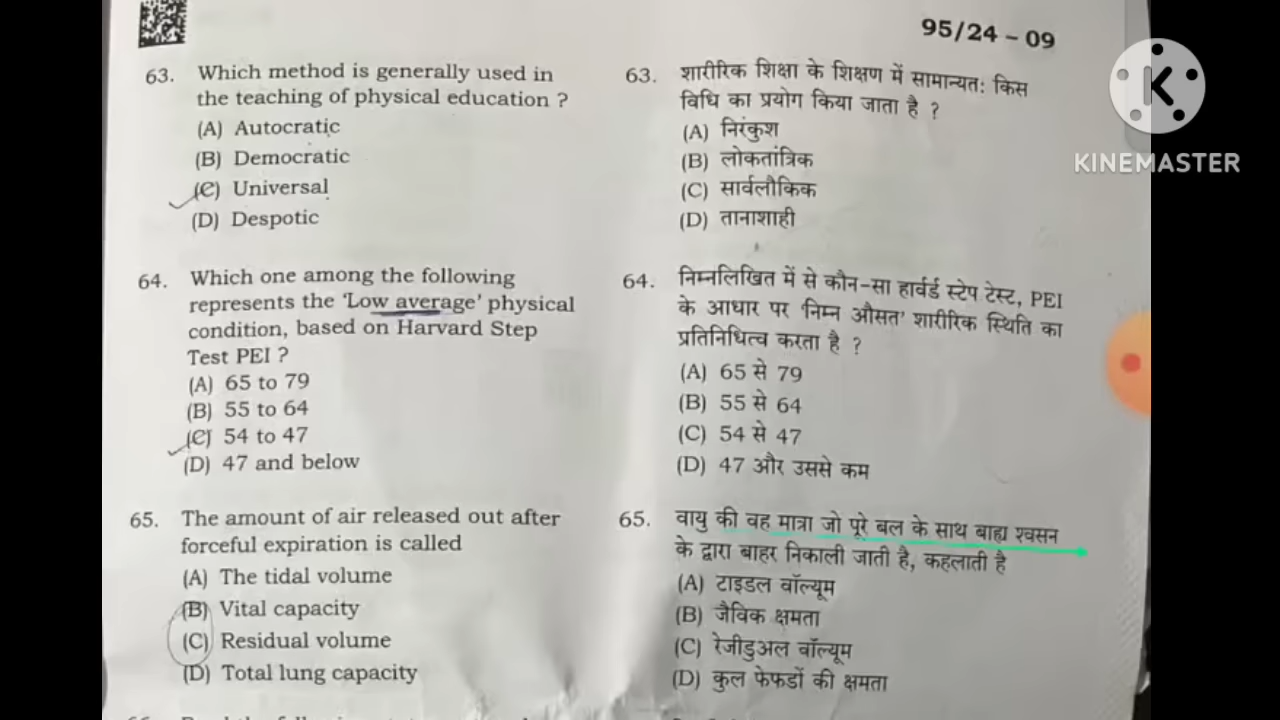 95/24 – 09
63. Which method is generally used in
the teaching of physical education ?
(A) Autocratic
(B) Democratic
(C) Universal
(D) Despotic
64. Which one among the following
represents the ‘Low average’ physical
condition, based on Harvard Step
Test PEI ?
(A) 65 to 79
(B) 55 to 64
(C) 54 to 47
(D) 47 and below
65. The amount of air released out after
forceful expiration is called
(A) The tidal volume
(B) Vital capacity
(C) Residual volume
(D) Total lung capacity
63. शारीरिक शिक्षा के शिक्षण में सामान्यत: किस
विधि का प्रयोग किया जाता है ?
(A) निरंकुश
(B) लोकतांत्रिक
(C) सार्वलौकिक
(D) तानाशाही
64. निम्नलिखित में से कौन-सा हार्वर्ड स्टेप टेस्ट, PEI
के आधार पर ‘निम्न औसत’ शारीरिक स्थिति का
प्रतिनिधित्व करता है ?
(A) 65 से 79
(B) 55 से 64
(C) 54 से 47
(D) 47 और उससे कम
65. वायु की वह मात्रा जो पूरे बल के साथ बाह्य श्वसन
के द्वारा बाहर निकाली जाती है, कहलाती है
(A) टाइडल वॉल्यूम
(B) जैविक क्षमता
(C) रेजीडुअल वॉल्यूम
(D) कुल फेफडों की क्षमता
KINEMASTER